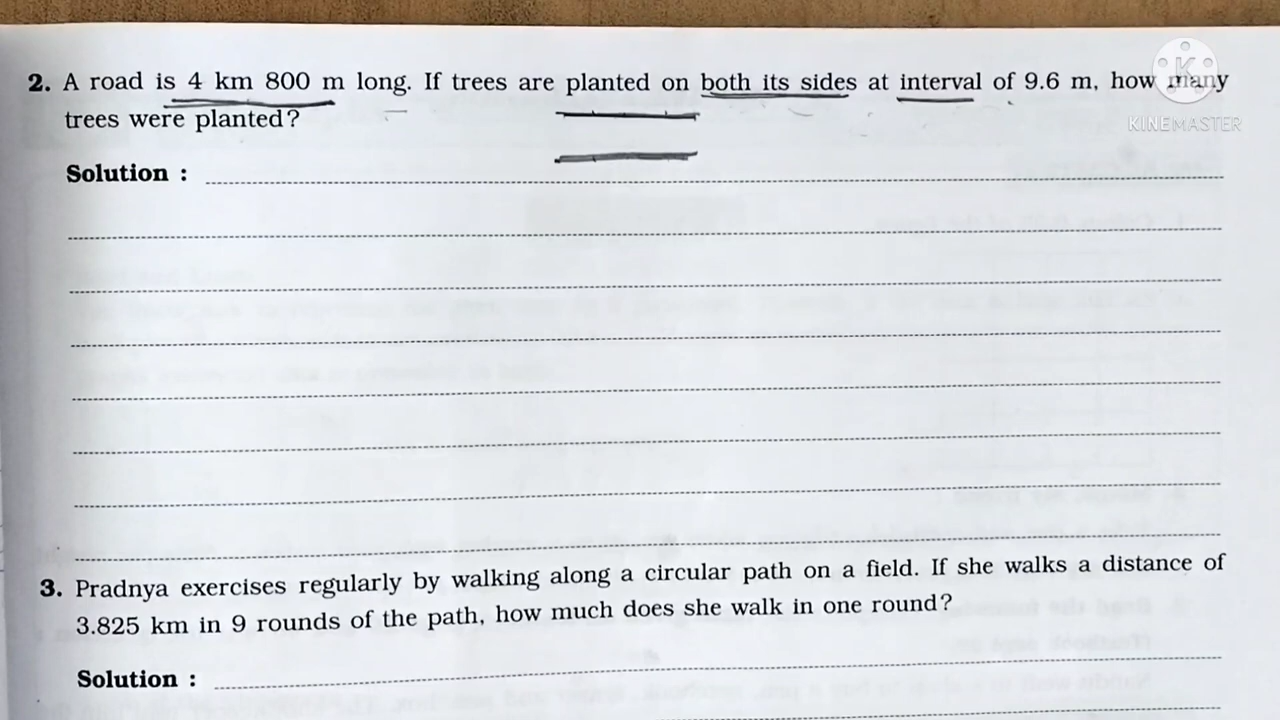 2. A road is 4 km 800 m long. If trees are planted on both its sides at interval of 9.6 m, how many
trees were planted?
KINEMASTER
Solution :
3. Pradnya exercises regularly by walking along a circular path on a field. If she walks a distance of
3.825 km in 9 rounds of the path, how much does she walk in one round?
Solution :